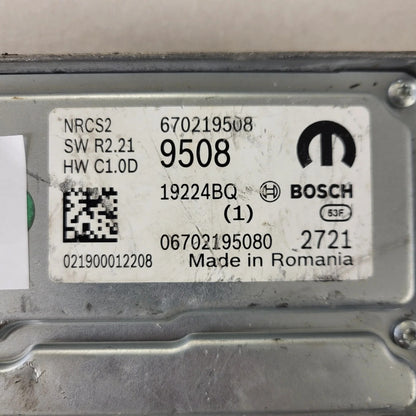 NRCS2 670219508
SW R2.21 9508
HW C1.0D
19224BQ BOSCH
(1) 53F
06702195080 2721
021900012208 Made in Romania